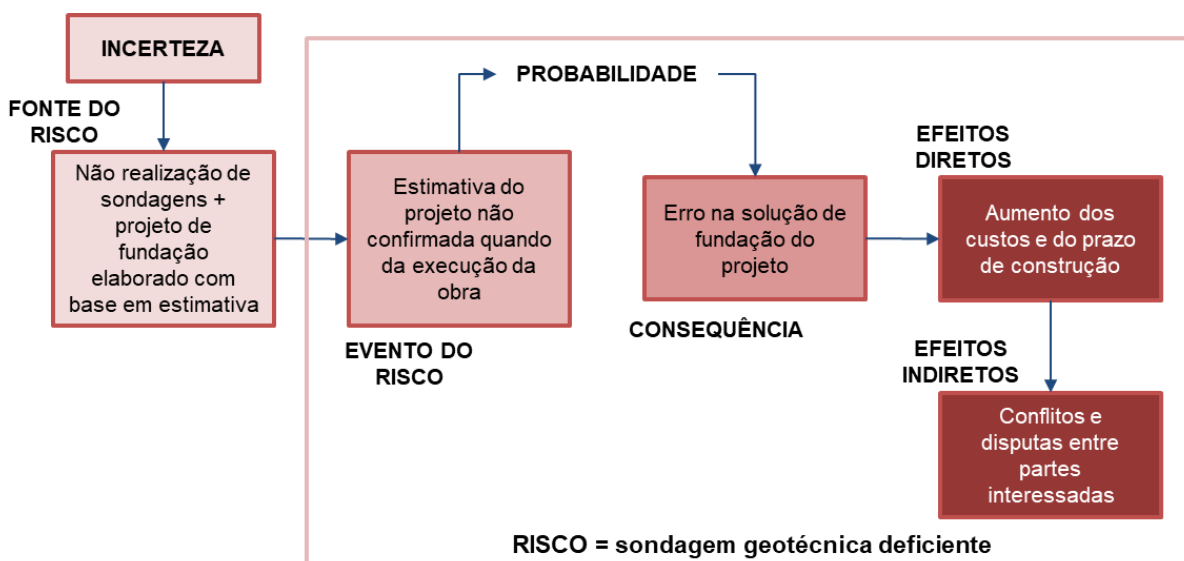 INCERTEZA
FONTE DO
RISCO
Não realização de
sondagens +
projeto de
fundação
elaborado com
base em estimativa
PROBABILIDADE
Estimativa do
projeto não
confirmada quando
da execução da
obra
EVENTO DO
RISCO
Erro na solução de
fundação do
projeto
CONSEQUÊNCIA
EFEITOS
DIRETOS
Aumento dos
custos e do prazo
de construção
EFEITOS
INDIRETOS
Conflitos e
disputas entre
partes
interessadas
RISCO = sondagem geotécnica deficiente